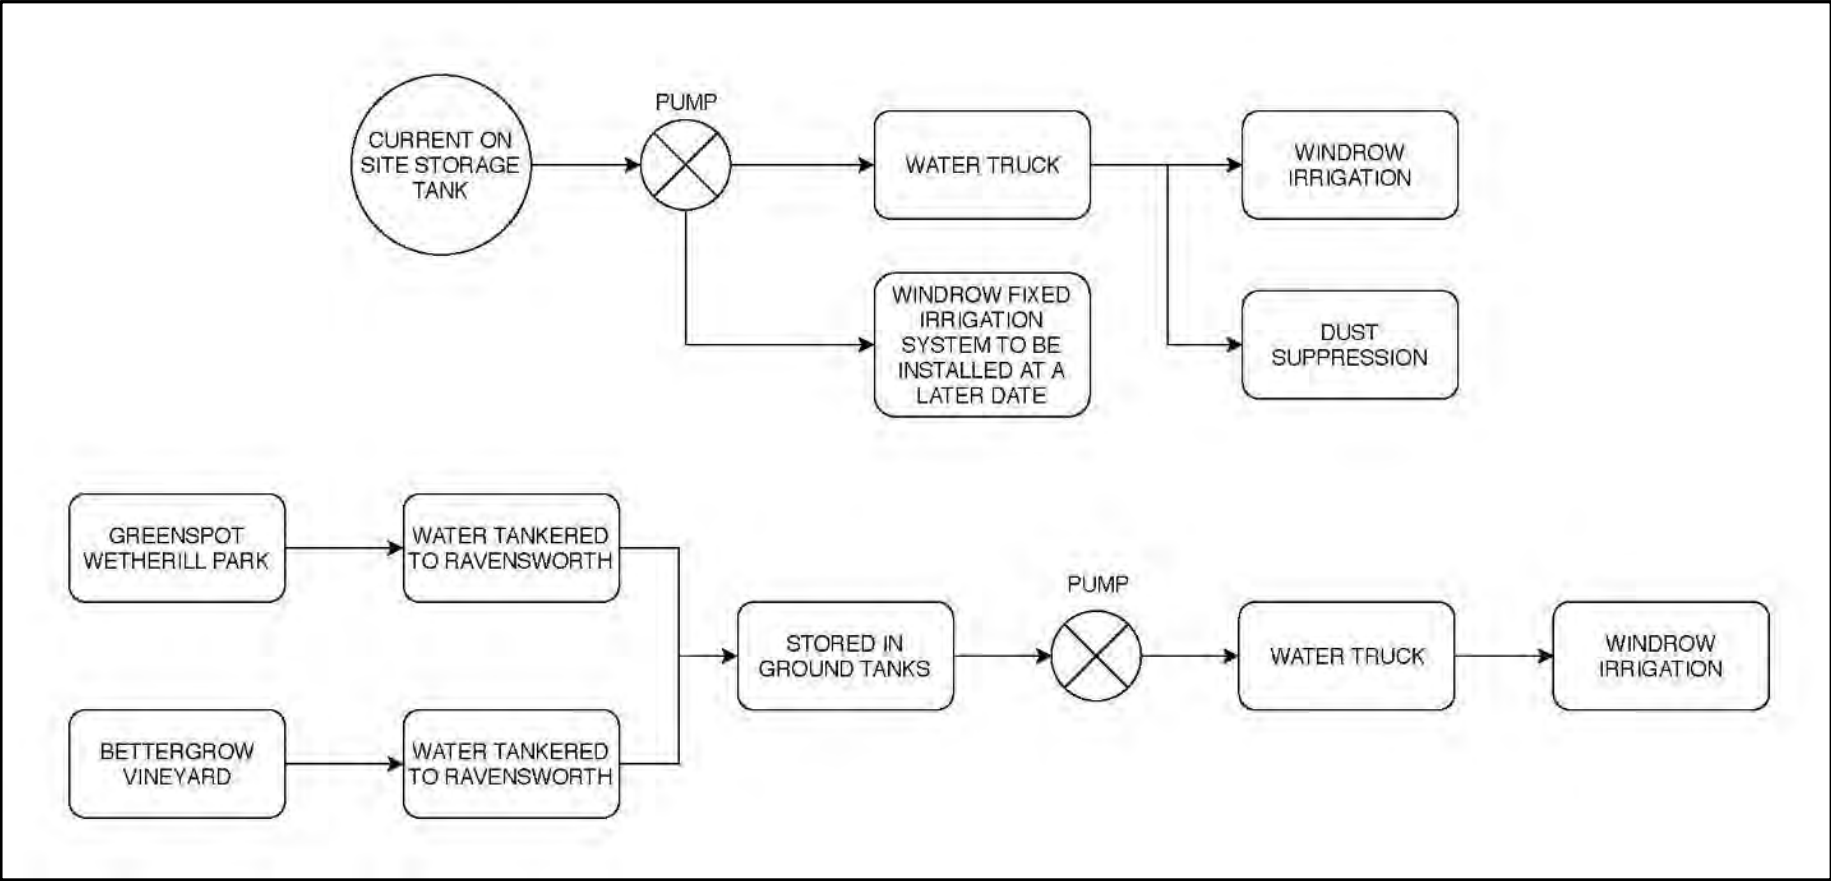 PUMP
CURRENT ON
SITE STORAGE
TANK
WATER TRUCK
WINDROW
IRRIGATION
WINDROW FIXED
IRRIGATION
SYSTEM TO BE
INSTALLED AT A
LATER DATE
DUST
SUPPRESSION
GREENSPOT
WETHERILL PARK
WATER TANKERED
TO RAVENSWORTH
BETTERGROW
VINEYARD
WATER TANKERED
TO RAVENSWORTH
STORED IN
GROUND TANKS
PUMP
WATER TRUCK
WINDROW
IRRIGATION